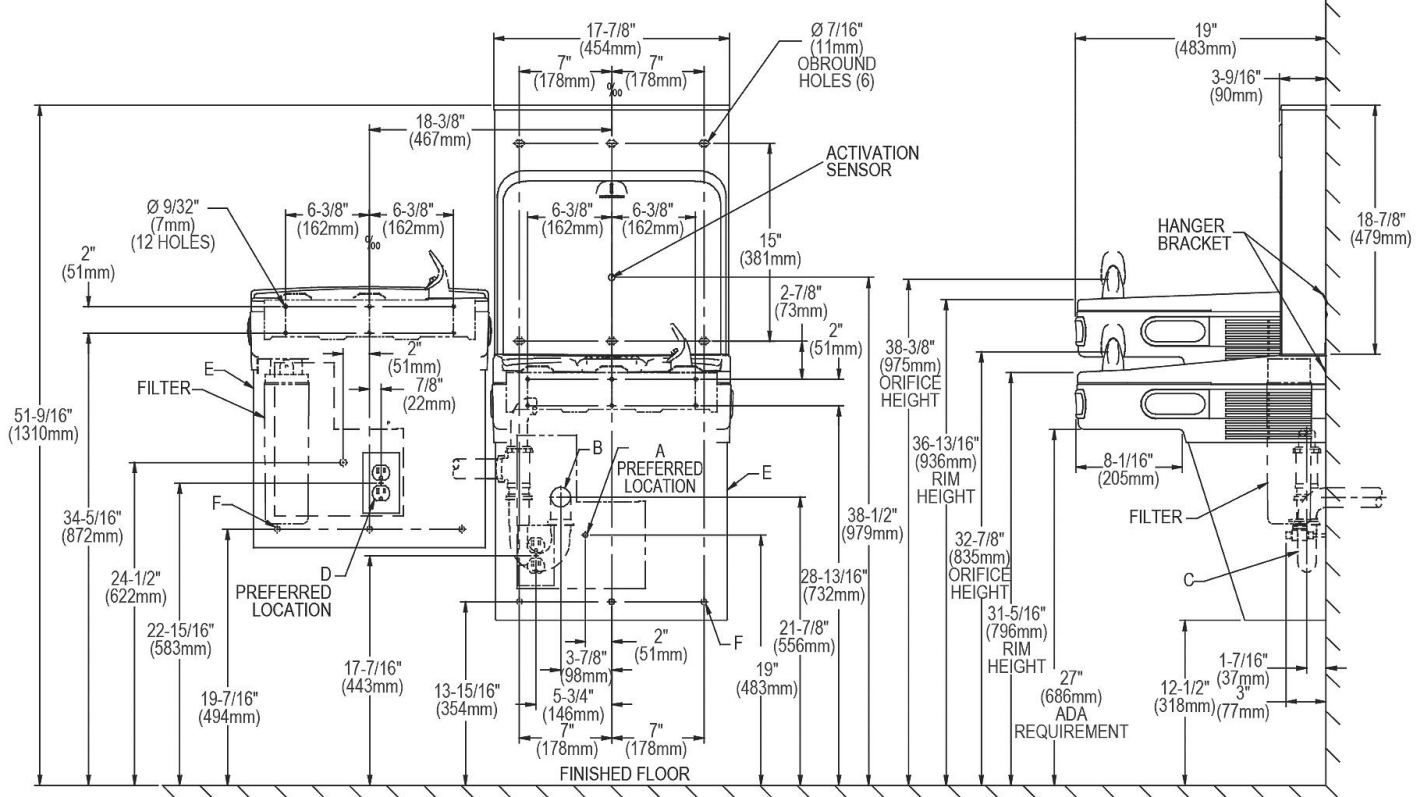 17-7/8"
(454mm)
7"
(178mm)
7"
(178mm)
Ø 7/16"
(11mm)
OBROUND
HOLES (6)
19"
(483mm)
3-9/16"
(90mm)
18-3/8"
(467mm)
ACTIVATION
SENSOR
Ø 9/32"
(7mm)
(12 HOLES)
6-3/8"
(162mm)
6-3/8"
(162mm)
6-3/8"
(162mm)
6-3/8"
(162mm)
15"
(381mm)
HANGER
BRACKET
18-7/8"
(479mm)
2"
(51mm)
2-7/8"
(73mm)
2"
(51mm)
2"
(51mm)
E
FILTER
7/8"
(22mm)
38-3/8"
(975mm)
ORIFICE
HEIGHT
51-9/16"
(1310mm)
36-13/16"
(936mm)
RIM
HEIGHT
B
A
PREFERRED
LOCATION
E
8-1/16"
(205mm)
F
FILTER
34-5/16"
(872mm)
38-1/2"
(979mm)
32-7/8"
(835mm)
ORIFICE
HEIGHT
24-1/2"
(622mm)
D
PREFERRED
LOCATION
28-13/16"
(732mm)
C
31-5/16"
(796mm)
RIM
HEIGHT
22-15/16"
(583mm)
21-7/8"
(556mm)
F
2"
(51mm)
3-7/8"
(98mm)
17-7/16"
(443mm)
19"
(483mm)
1-7/16"
(37mm)
3"
(77mm)
19-7/16"
(494mm)
13-15/16"
(354mm)
5-3/4"
(146mm)
27"
(686mm)
ADA
REQUIREMENT
12-1/2"
(318mm)
7"
(178mm)
7"
(178mm)
FINISHED FLOOR